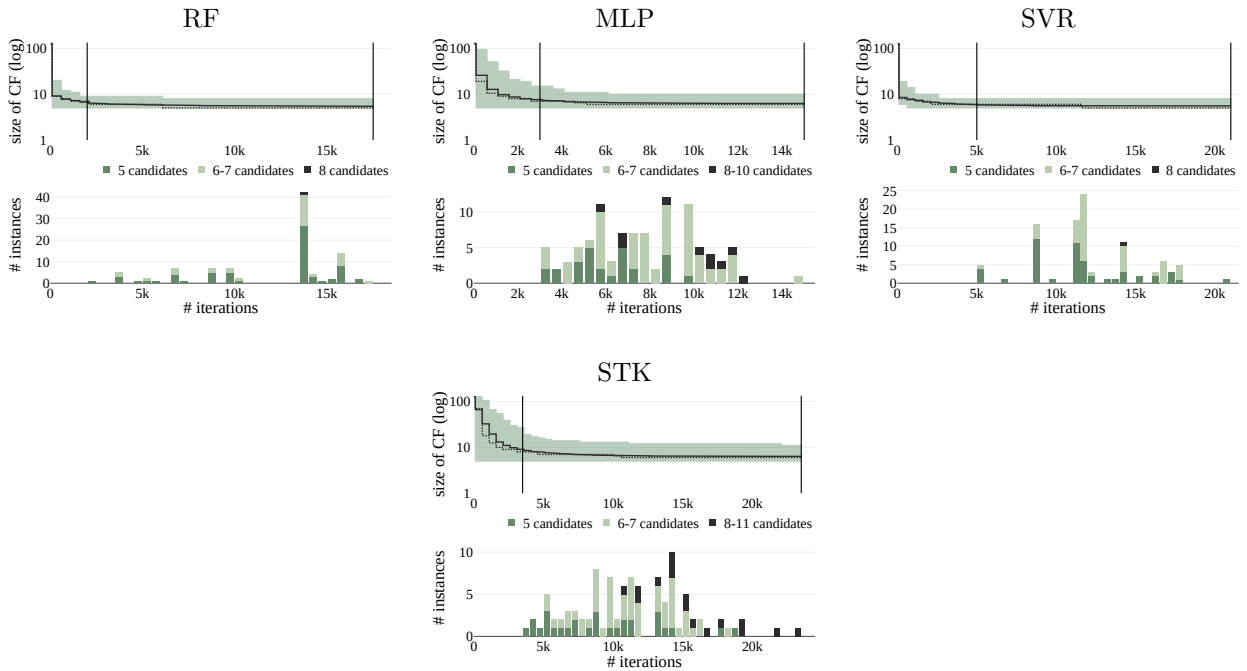 RF
size of CF (log)
100
10
1
0 5k 10k 15k
5 candidates 6-7 candidates 8 candidates
# instances
40
30
20
10
0
0 5k 10k 15k
# iterations
MLP
size of CF (log)
100
10
1
0 2k 4k 6k 8k 10k 12k 14k
5 candidates 6-7 candidates 8-10 candidates
# instances
10
5
0
0 2k 4k 6k 8k 10k 12k 14k
# iterations
SVR
size of CF (log)
100
10
1
0 5k 10k 15k 20k
5 candidates 6-7 candidates 8 candidates
# instances
25
20
15
10
5
0
0 5k 10k 15k 20k
# iterations
STK
size of CF (log)
100
10
1
0 5k 10k 15k 20k
5 candidates 6-7 candidates 8-11 candidates
# instances
10
5
0
0 5k 10k 15k 20k
# iterations